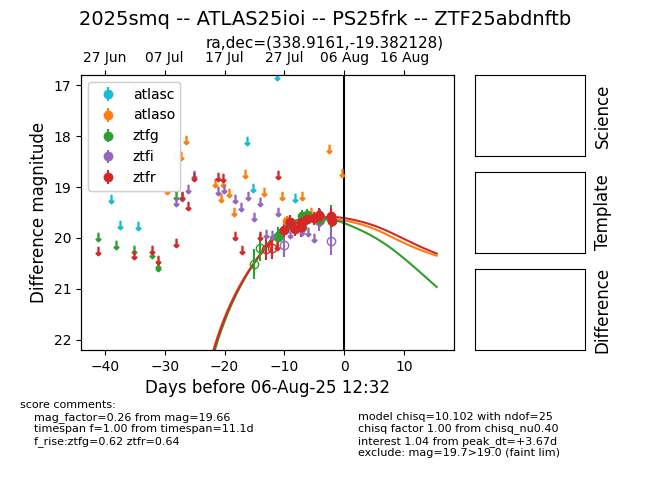 2025smq -- ATLAS25ioi -- PS25frk -- ZTF25abdnftb
ra,dec=(338.9161,-19.382128)
27 Jun 07 Jul 17 Jul 27 Jul 06 Aug 16 Aug
atlasc
atlaso
ztfg
ztfi
ztfr
Difference magnitude
17
18
19
20
21
22
−40 −30 −20 −10 0 10
Days before 06-Aug-25 12:32
Science
Template
Difference
score comments:
mag_factor=0.26 from mag=19.66
timespan f=1.00 from timespan=11.1d
f_rise:ztfg=0.62 ztfr=0.64
model chisq=10.102 with ndof=25
chisq factor 1.00 from chisq_nu0.40
interest 1.04 from peak_dt=+3.67d
exclude: mag=19.7>19.0 (faint lim)